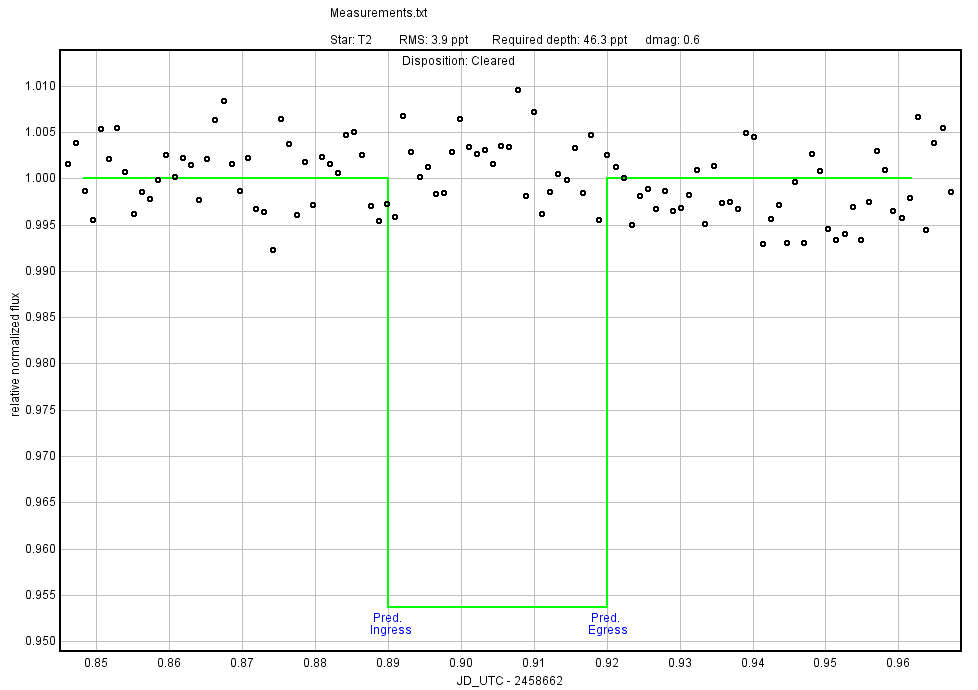 Measurements.txt
Star: T2 RMS: 3.9 ppt Required depth: 46.3 ppt dmag: 0.6
Disposition: Cleared
1.010
1.005
1.000
0.995
0.990
0.985
0.980
0.975
0.970
0.965
0.960
0.955
0.950
relative normalized flux
Pred.
Ingress
Pred.
Egress
0.85 0.86 0.87 0.88 0.89 0.90 0.91 0.92 0.93 0.94 0.95 0.96
JD_UTC - 2458662